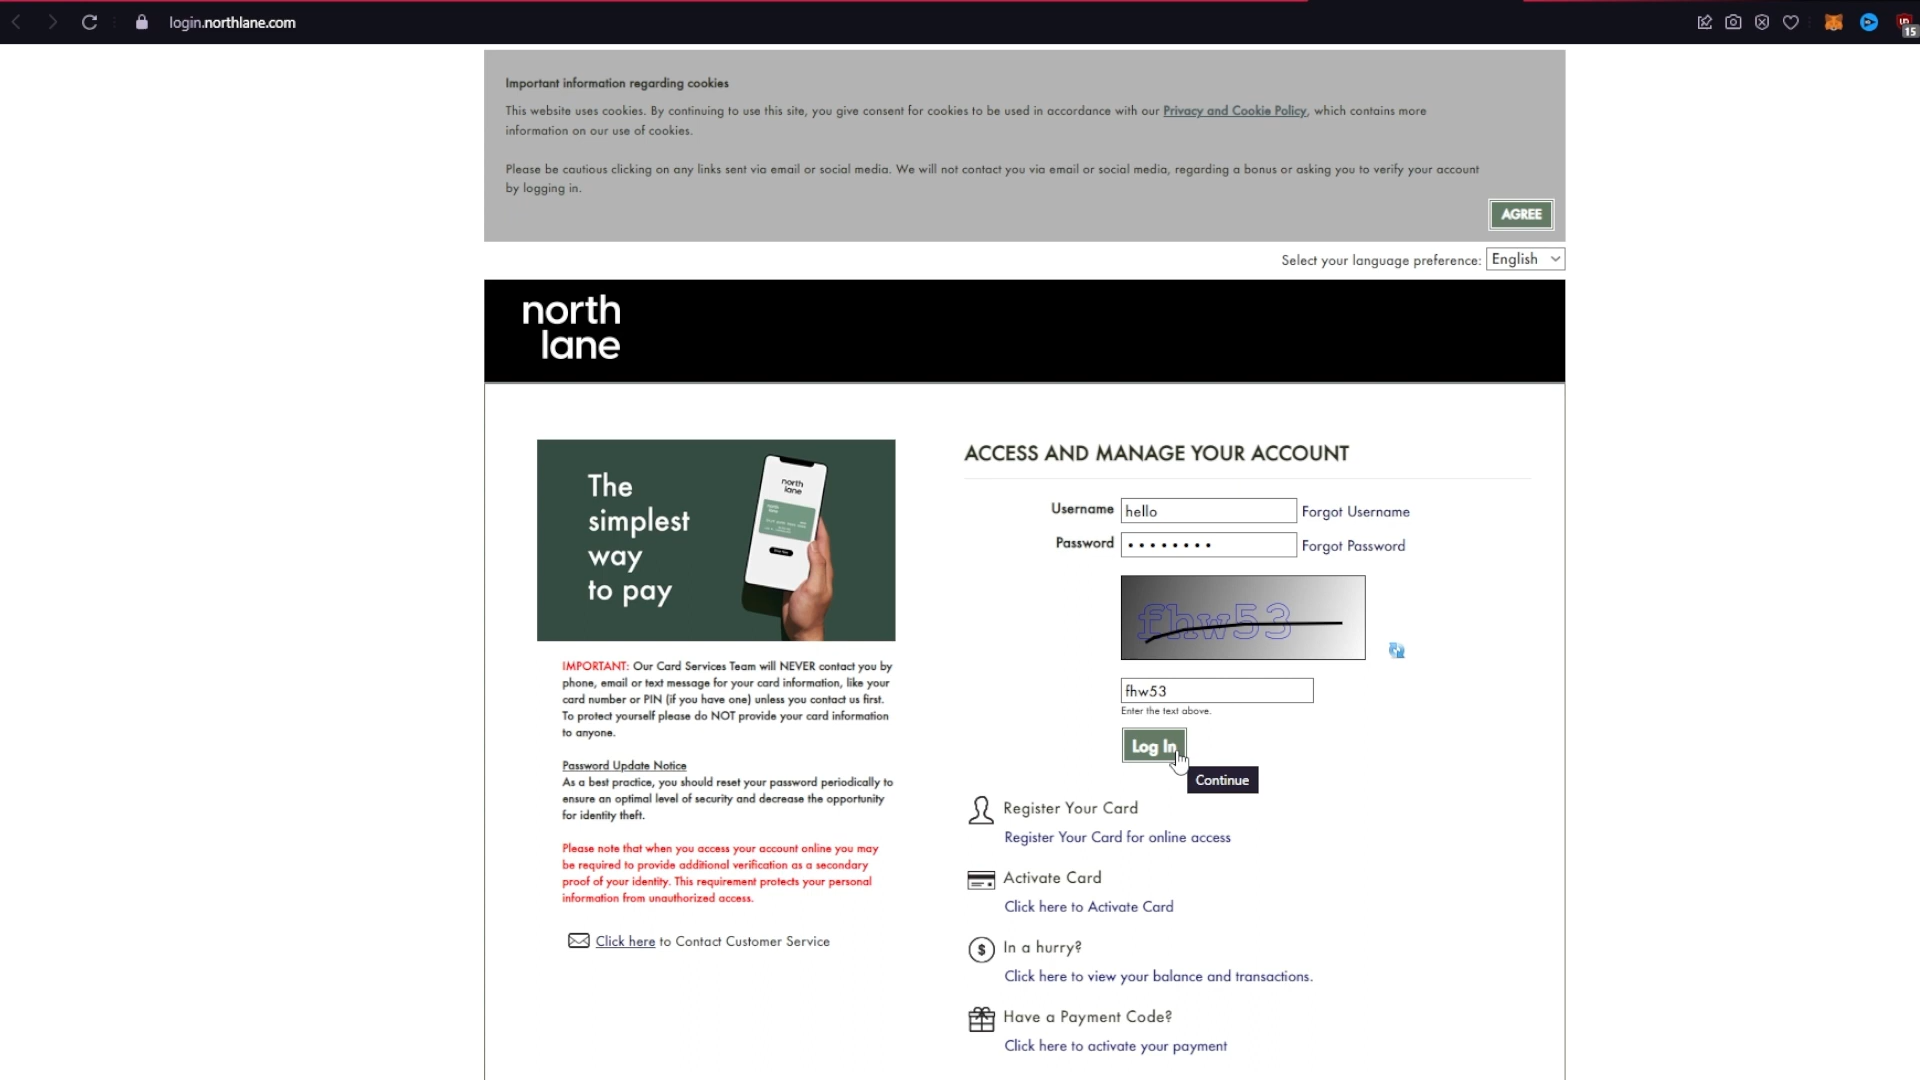 login.northlane.com
15
Important information regarding cookies
This website uses cookies. By continuing to use this site, you give consent for cookies to be used in accordance with our Privacy and Cookie Policy, which contains more
information on our use of cookies.
Please be cautious clicking on any links sent via email or social media. We will not contact you via email or social media, regarding a bonus or asking you to verify your account
by logging in.
AGREE
Select your language preference: English
north
lane
The
simplest
way
to pay
north
lane
IMPORTANT: Our Card Services Team will NEVER contact you by
phone, email or text message for your card information, like your
card number or PIN (if you have one) unless you contact us first.
To protect yourself please do NOT provide your card information
to anyone.
Password Update Notice
As a best practice, you should reset your password periodically to
ensure an optimal level of security and decrease the opportunity
for identity theft.
Please note that when you access your account online you may
be required to provide additional verification as a secondary
proof of your identity. This requirement protects your personal
information from unauthorized access.
Click here to Contact Customer Service
ACCESS AND MANAGE YOUR ACCOUNT
Username hello Forgot Username
Password •••••••• Forgot Password
fhw53
fhw53
Enter the text above.
Log In
Continue
Register Your Card
Register Your Card for online access
Activate Card
Click here to Activate Card
$ In a hurry?
Click here to view your balance and transactions.
Have a Payment Code?
Click here to activate your payment